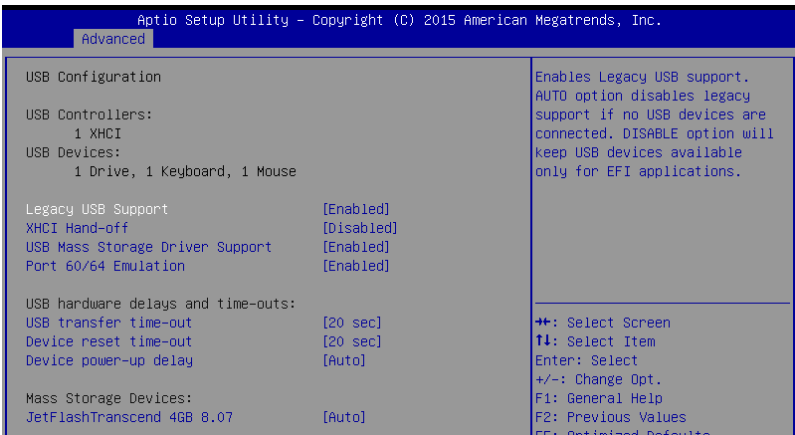 Aptio Setup Utility – Copyright (C) 2015 American Megatrends, Inc.
Advanced
USB Configuration
USB Controllers:
1 XHCI
USB Devices:
1 Drive, 1 Keyboard, 1 Mouse
Legacy USB Support [Enabled]
XHCI Hand-off [Disabled]
USB Mass Storage Driver Support [Enabled]
Port 60/64 Emulation [Enabled]
USB hardware delays and time-outs:
USB transfer time-out [20 sec]
Device reset time-out [20 sec]
Device power-up delay [Auto]
Mass Storage Devices:
JetFlashTranscend 4GB 8.07 [Auto]
Enables Legacy USB support.
AUTO option disables legacy
support if no USB devices are
connected. DISABLE option will
keep USB devices available
only for EFI applications.
→←: Select Screen
↑↓: Select Item
Enter: Select
+/-: Change Opt.
F1: General Help
F2: Previous Values
Optimized Defaults